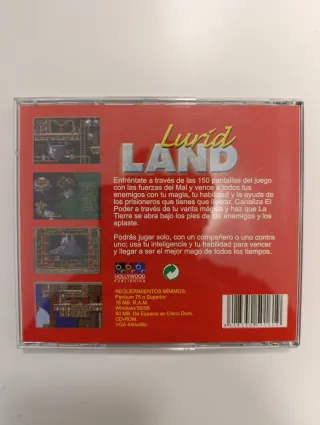 Lurid
LAND
Enfréntate a través de las 150 pantallas del juego
con las fuerzas del Mal y vence a todos tus
enemigos con tu magia, tu habilidad y la ayuda de
los prisioneros que tienes que liberar. Canaliza El
Poder a través de tu varita mágica y haz que La
Tierra se abra bajo los pies de tus enemigos y los
aplaste.
Podrás jugar solo, con un compañero o uno contra
uno; usa tu inteligencia y tu habilidad para vencer
y llegar a ser el mejor mago de todos los tiempos.
HOLLYWOOD
PUBLISHING
REQUERIMIENTOS MÍNIMOS:
Pentium 75 o Superior.
16 MB. R.A.M.
Windows 95/98
60 MB. De Espacio en Disco Duro.
CD-ROM.
VGA 640x480